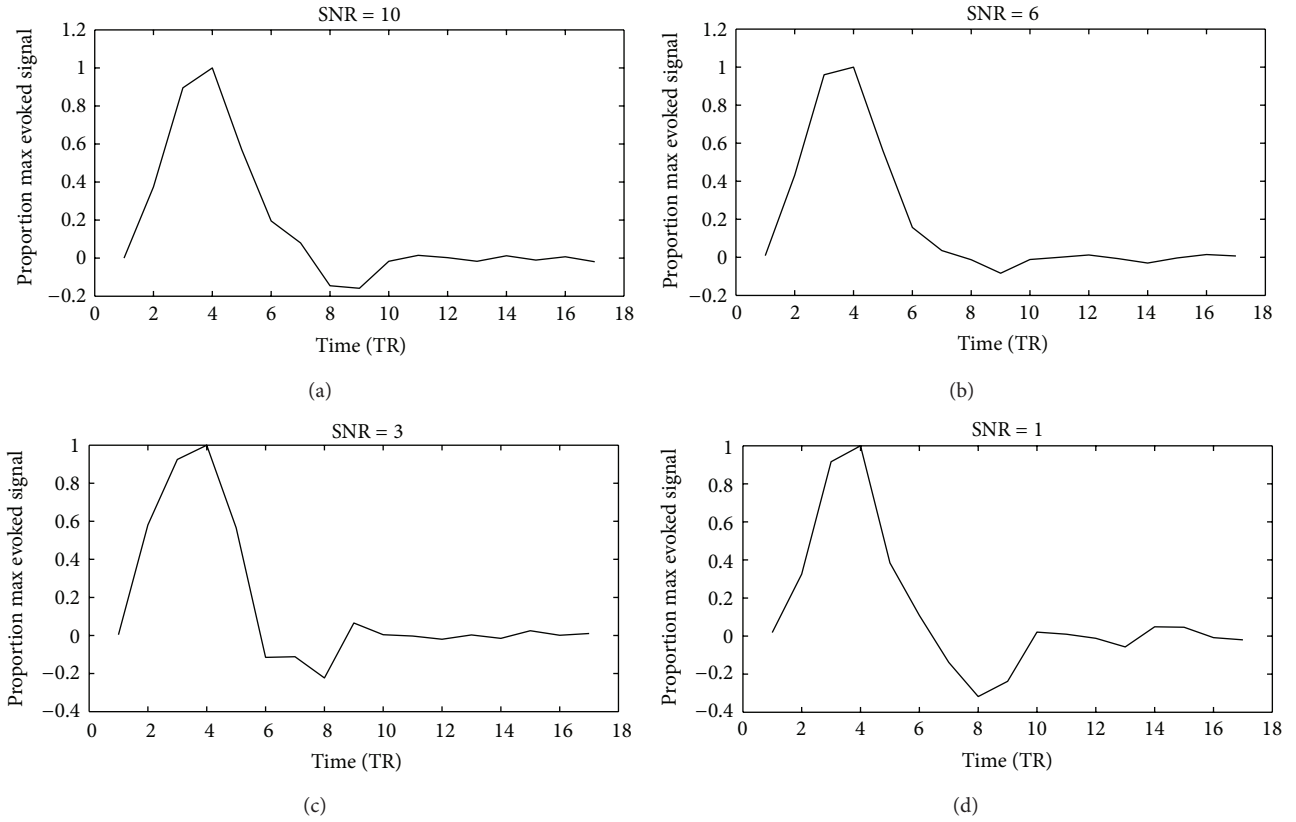 SNR = 10
Proportion max evoked signal
1.2
1
0.8
0.6
0.4
0.2
0
−0.2
0 2 4 6 8 10 12 14 16 18
Time (TR)
(a)
SNR = 6
Proportion max evoked signal
1.2
1
0.8
0.6
0.4
0.2
0
−0.2
0 2 4 6 8 10 12 14 16 18
Time (TR)
(b)
SNR = 3
Proportion max evoked signal
1
0.8
0.6
0.4
0.2
0
−0.2
−0.4
0 2 4 6 8 10 12 14 16 18
Time (TR)
(c)
SNR = 1
Proportion max evoked signal
1
0.8
0.6
0.4
0.2
0
−0.2
−0.4
0 2 4 6 8 10 12 14 16 18
Time (TR)
(d)